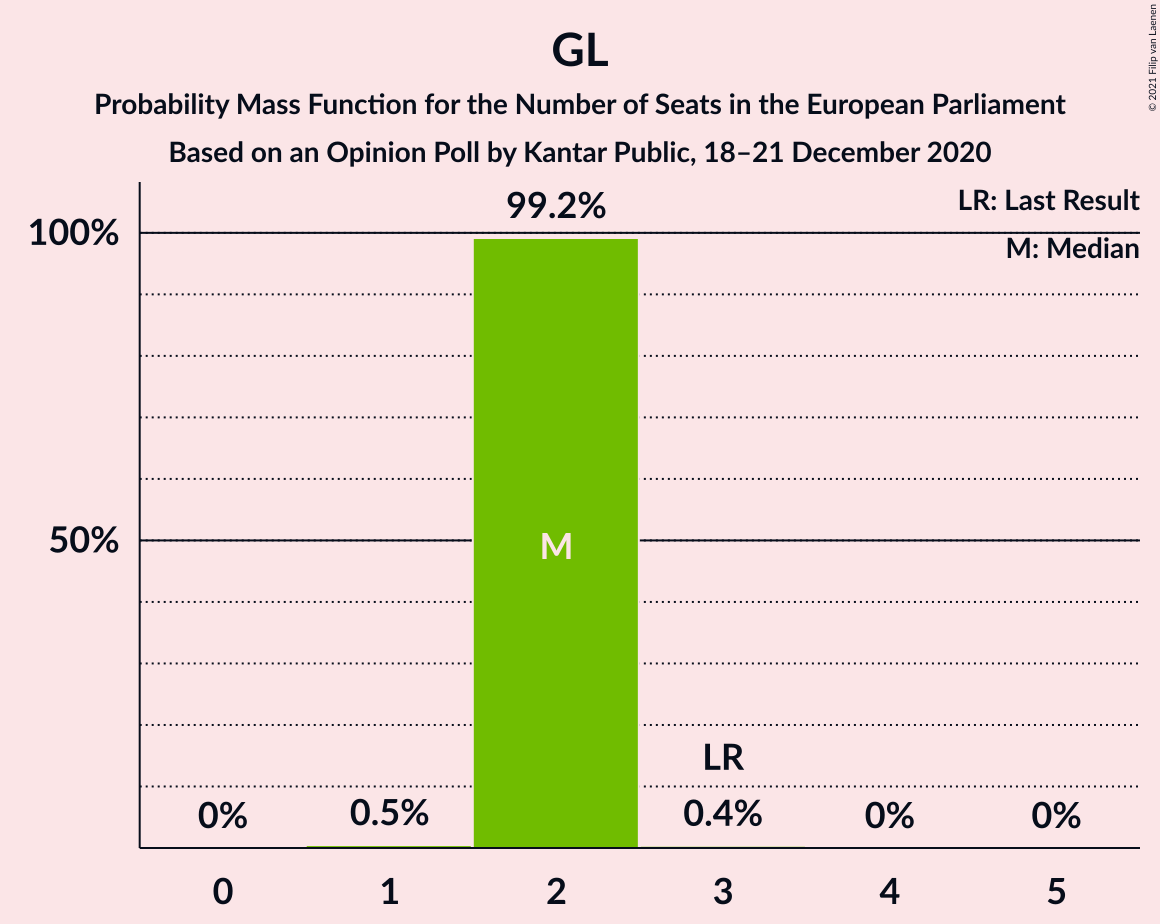 GL
Probability Mass Function for the Number of Seats in the European Parliament
Based on an Opinion Poll by Kantar Public, 18–21 December 2020
© 2021 Filip van Laenen
LR: Last Result
M: Median
99.2%
100%
50%
M
LR
0% 0.5% 0.4% 0% 0%
0 1 2 3 4 5